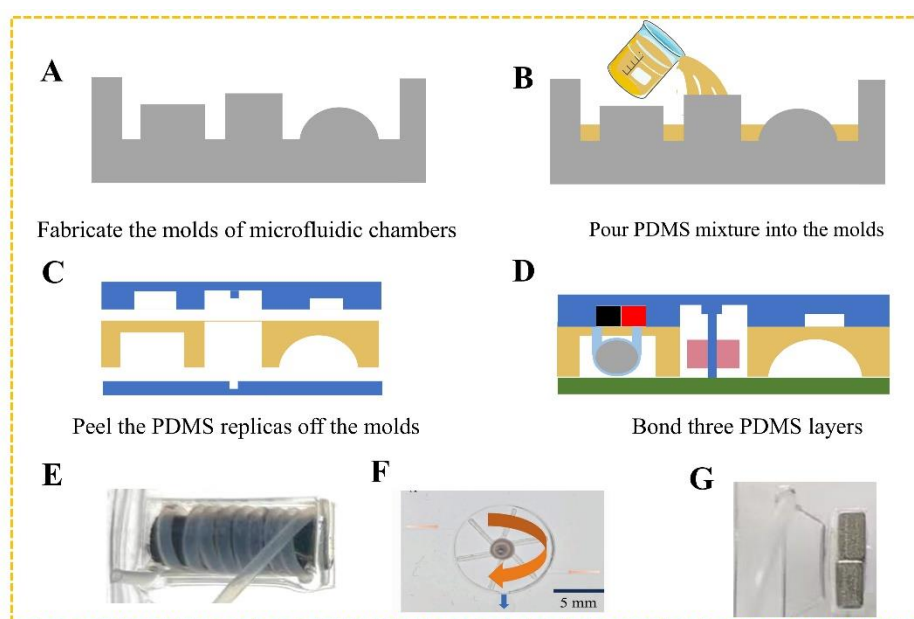 A
B
Fabricate the molds of microfluidic chambers
Pour PDMS mixture into the molds
C
D
Peel the PDMS replicas off the molds
Bond three PDMS layers
E
F
G
5 mm